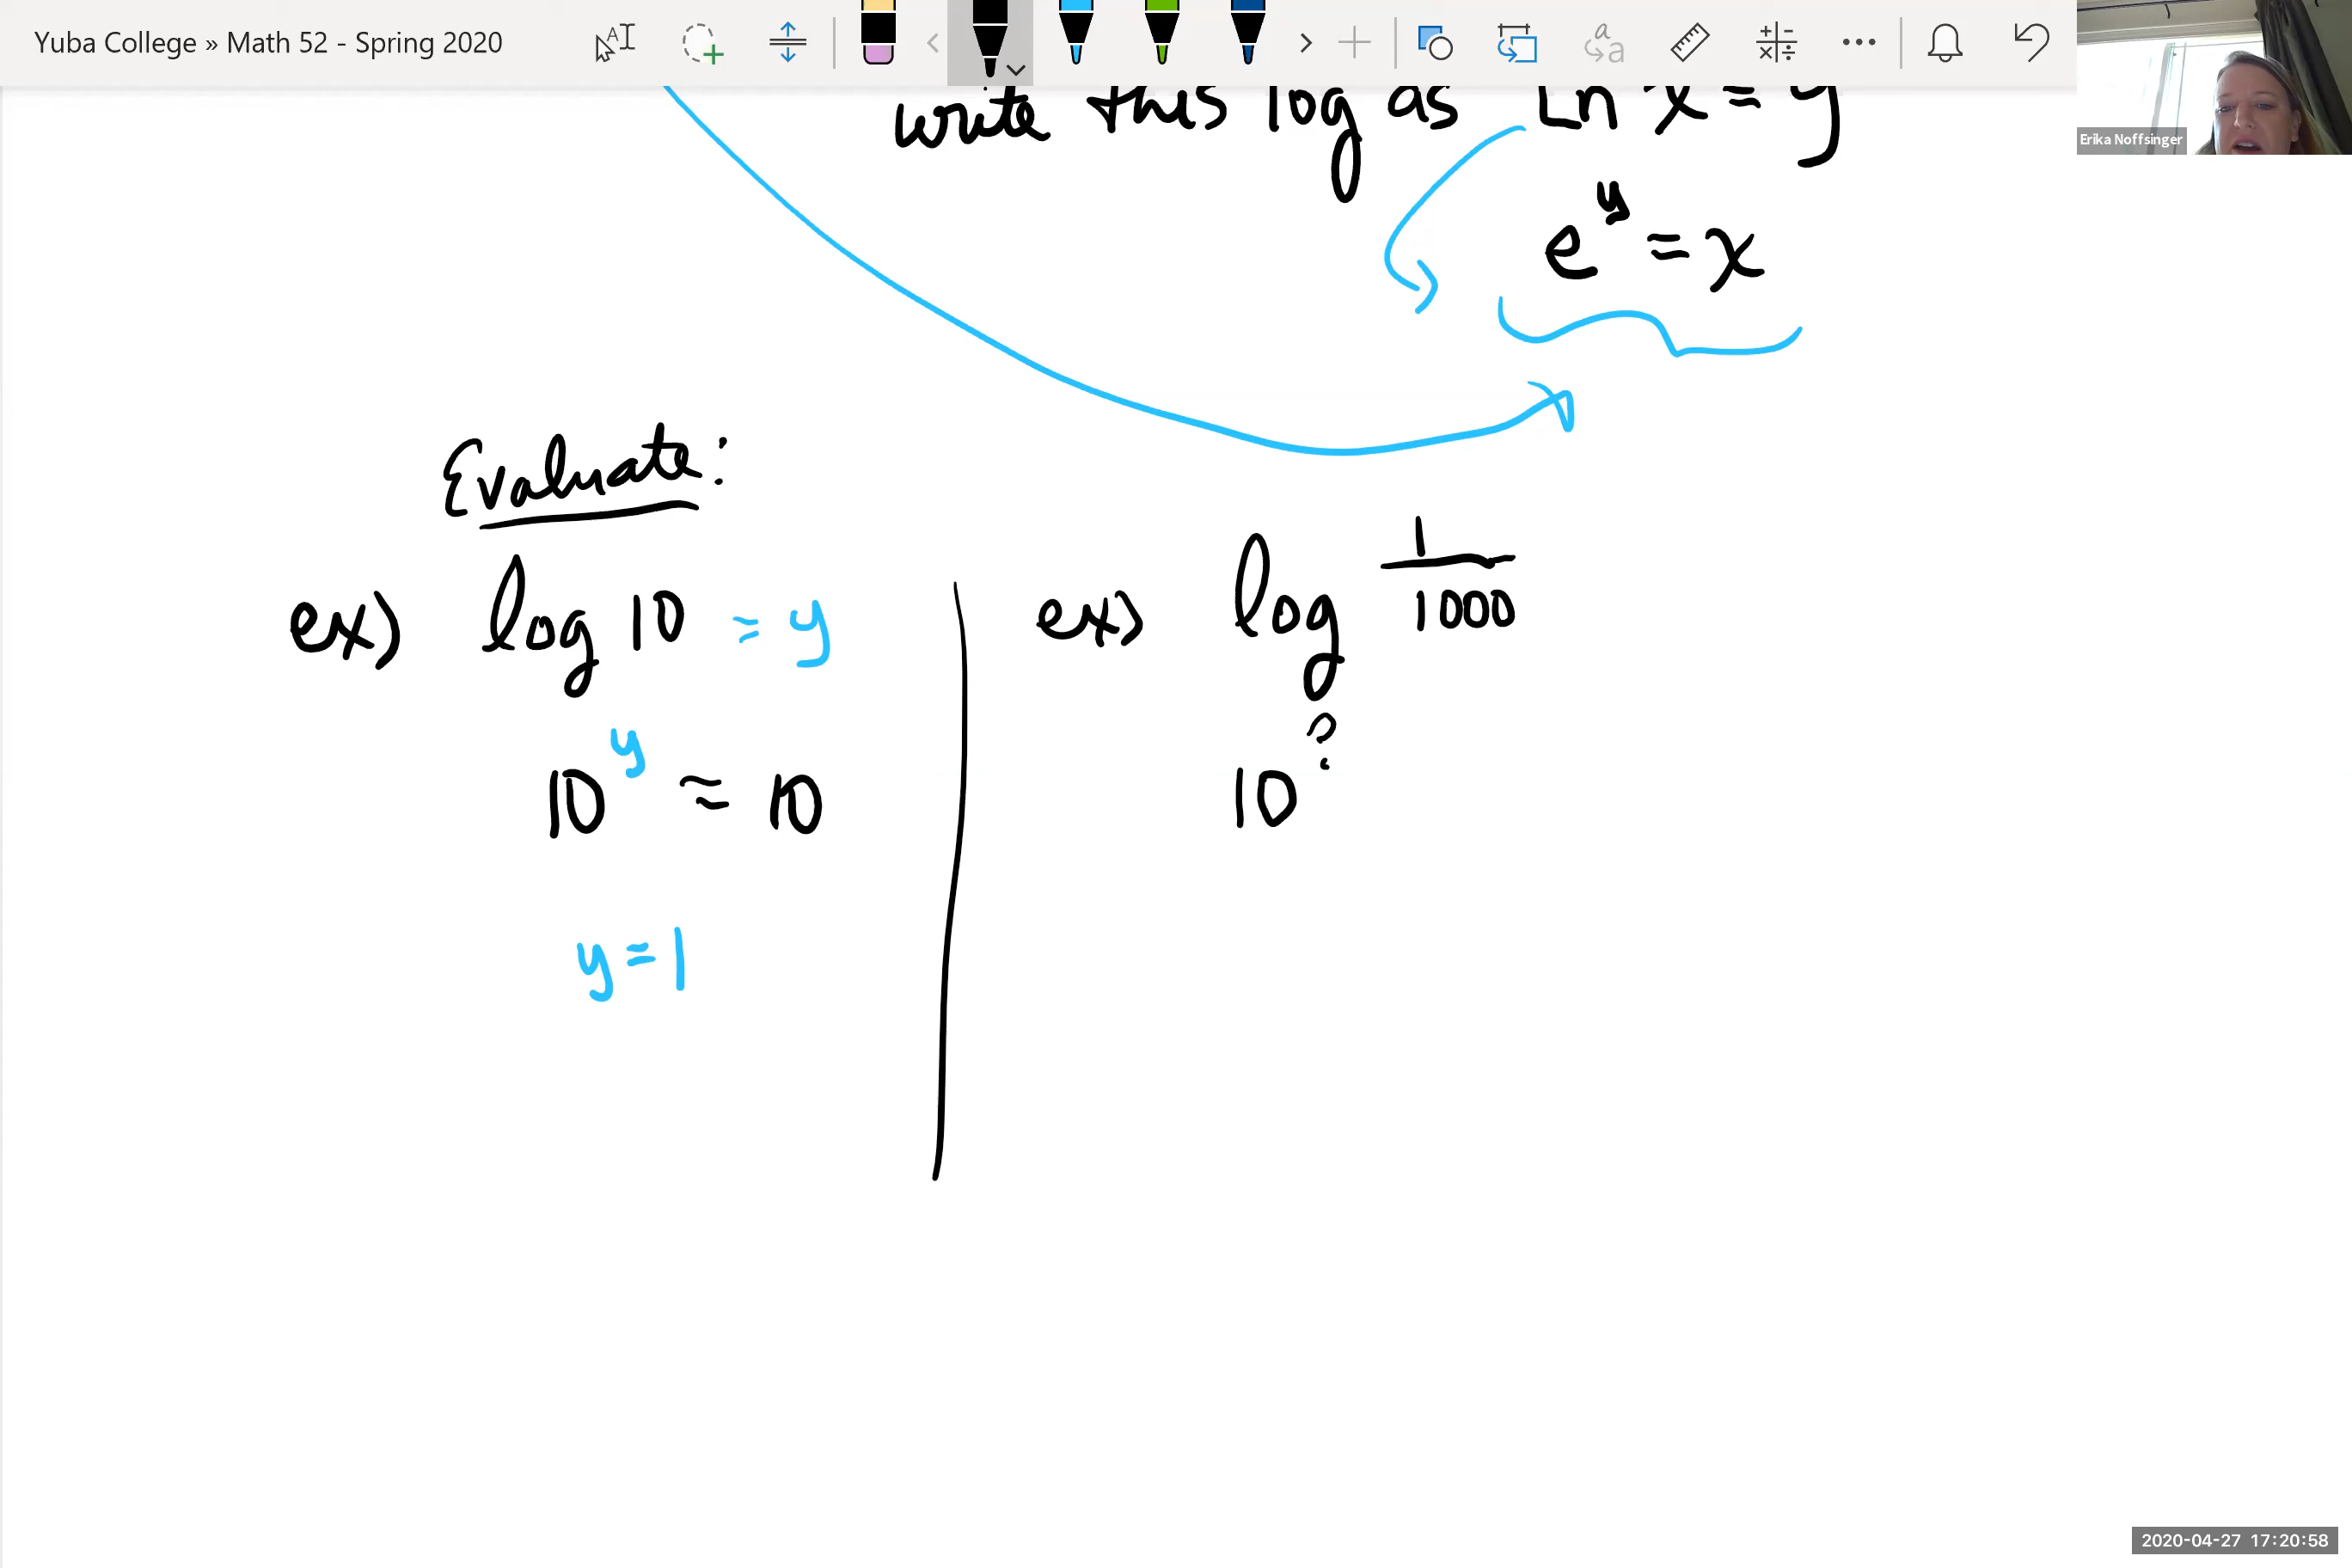 Yuba College » Math 52 - Spring 2020
Erika Noffsinger
write this log as ln x = y
e^y = x
Evaluate:
ex) log 10 = y
10^y = 10
y = 1
ex) log 1/1000
10^?
2020-04-27 17:20:58